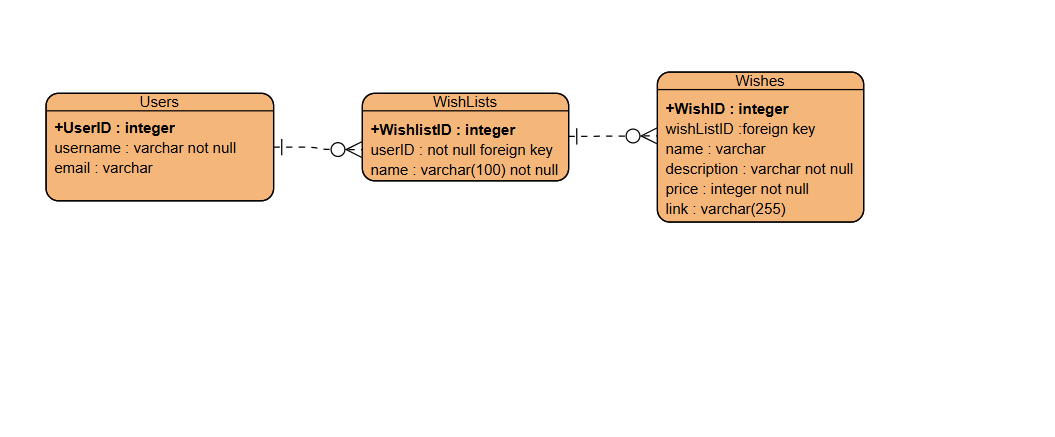 Users
+UserID : integer
username : varchar not null
email : varchar
WishLists
+WishlistID : integer
userID : not null foreign key
name : varchar(100) not null
Wishes
+WishID : integer
wishListID :foreign key
name : varchar
description : varchar not null
price : integer not null
link : varchar(255)